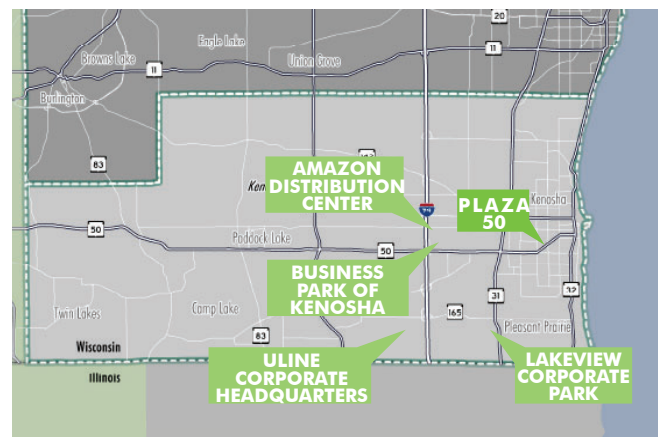 20
Eagle Lake
11
Browns Lake
Union Grove
11
Burlington
83
AMAZON
DISTRIBUTION
CENTER
PLAZA
50
Kenosha
50
Paddock Lake
50
BUSINESS
PARK OF
KENOSHA
31
32
Twin Lakes
Camp Lake
165
83
Pleasant Prairie
Wisconsin
Illinois
ULINE
CORPORATE
HEADQUARTERS
LAKEVIEW
CORPORATE
PARK